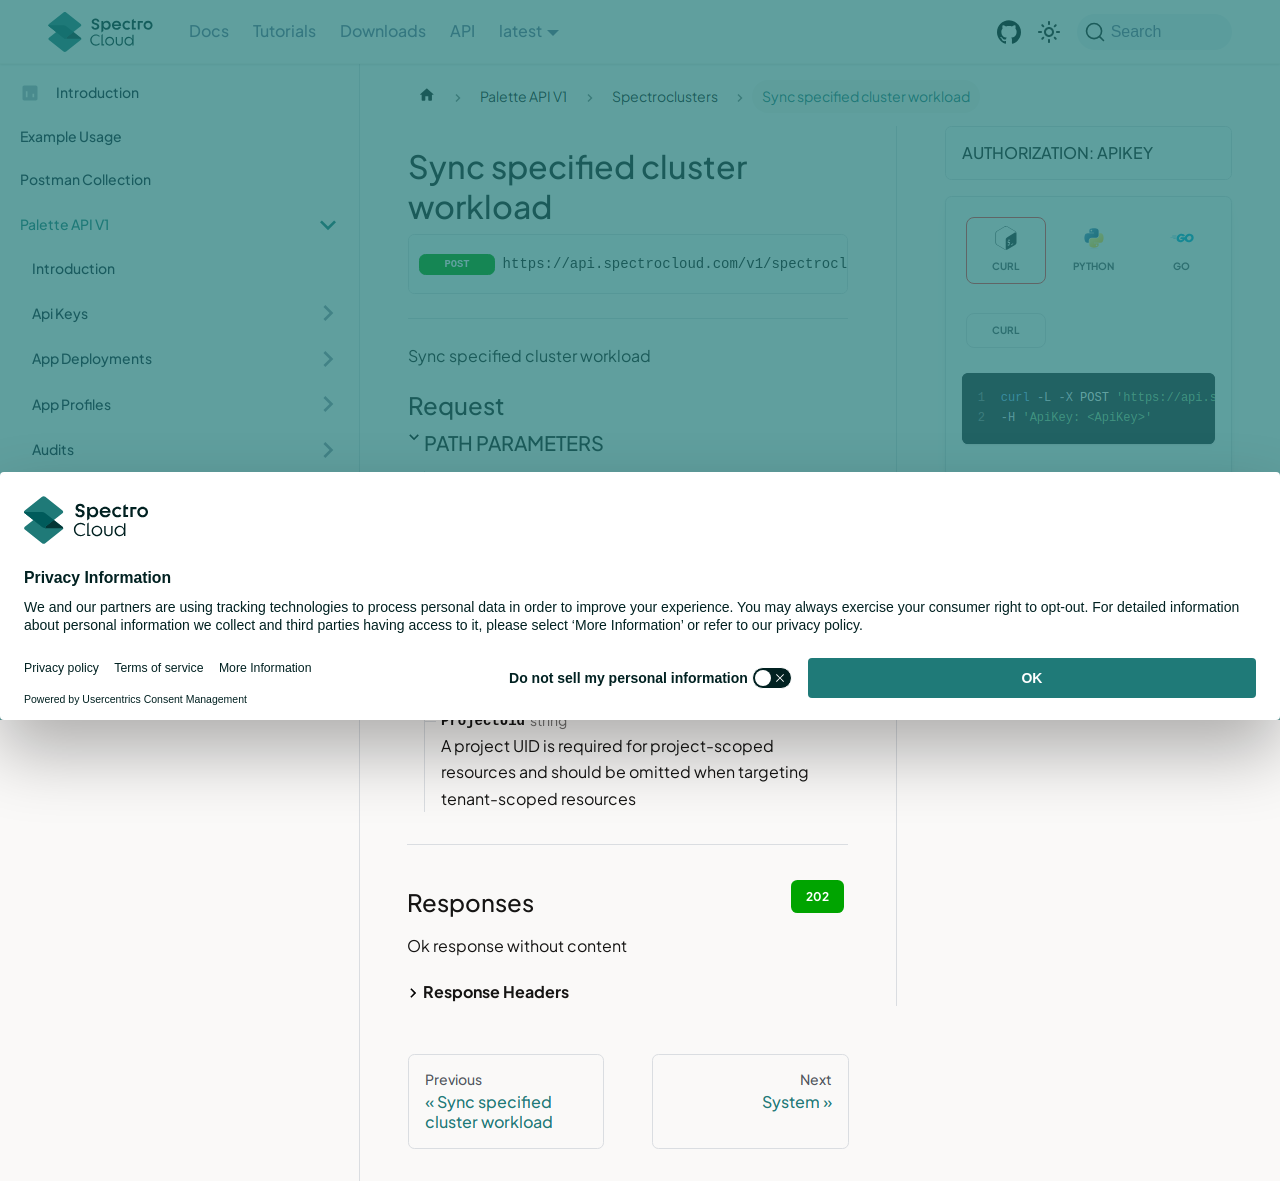 Spectro Cloud
Docs
Tutorials
Downloads
API
latest
Search
Introduction
Example Usage
Postman Collection
Palette API V1
Introduction
Api Keys
App Deployments
App Profiles
Audits
Palette API V1
Spectroclusters
Sync specified cluster workload
Sync specified cluster
workload
POST https://api.spectrocloud.com/v1/spectrocl
Sync specified cluster workload
Request
PATH PARAMETERS
AUTHORIZATION: APIKEY
CURL
PYTHON
GO
CURL
1 curl -L -X POST 'https://api.s
2 -H 'ApiKey: <ApiKey>'
Spectro Cloud
Privacy Information
We and our partners are using tracking technologies to process personal data in order to improve your experience. You may always exercise your consumer right to opt-out. For detailed information
about personal information we collect and third parties having access to it, please select ‘More Information’ or refer to our privacy policy.
Privacy policy
Terms of service
More Information
Powered by Usercentrics Consent Management
Do not sell my personal information
OK
ProjectUid string
A project UID is required for project-scoped
resources and should be omitted when targeting
tenant-scoped resources
Responses
202
Ok response without content
Response Headers
Previous
« Sync specified
cluster workload
Next
System »